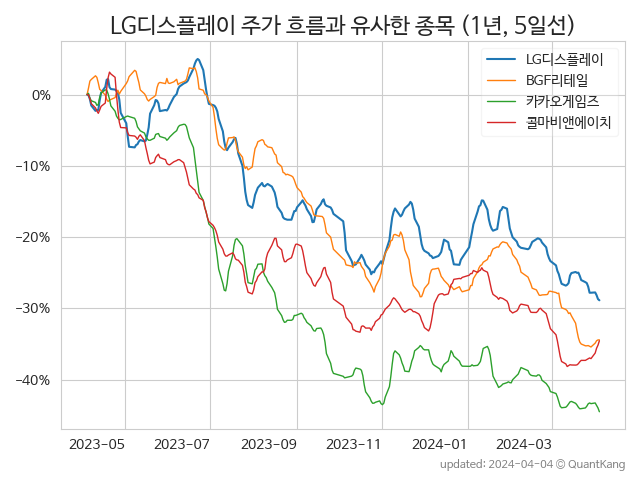 LG디스플레이 주가 흐름과 유사한 종목 (1년, 5일선)
LG디스플레이
BGF리테일
카카오게임즈
콜마비앤에이치
0%
−10%
−20%
−30%
−40%
2023-05 2023-07 2023-09 2023-11 2024-01 2024-03
updated: 2024-04-04 © QuantKang